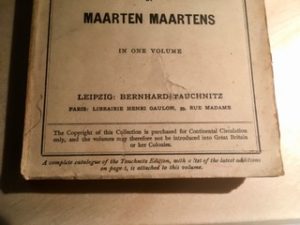 BY
MAARTEN MAARTENS
IN ONE VOLUME
LEIPZIG: BERNHARD TAUCHNITZ
PARIS: LIBRAIRIE HENRI GAULON, 39, RUE MADAME
The Copyright of this Collection is purchased for Continental Circulation
only, and the volumes may therefore not be introduced into Great Britain
or her Colonies.
A complete catalogue of the Tauchnitz Edition, with a list of the latest additions
on page 1, is attached to this volume.